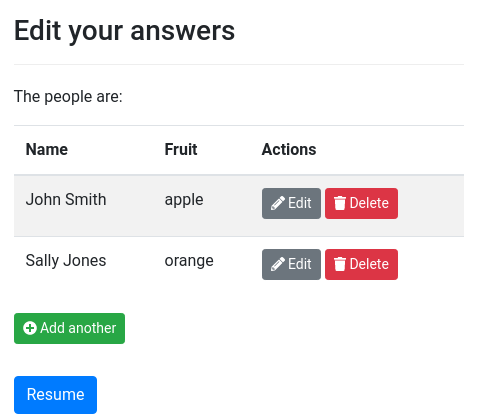 Edit your answers
The people are:
Name Fruit Actions
John Smith apple Edit Delete
Sally Jones orange Edit Delete
Add another
Resume